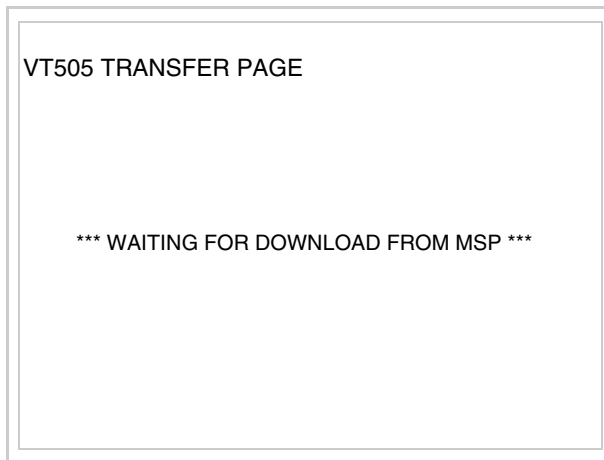 VT505 TRANSFER PAGE
*** WAITING FOR DOWNLOAD FROM MSP ***